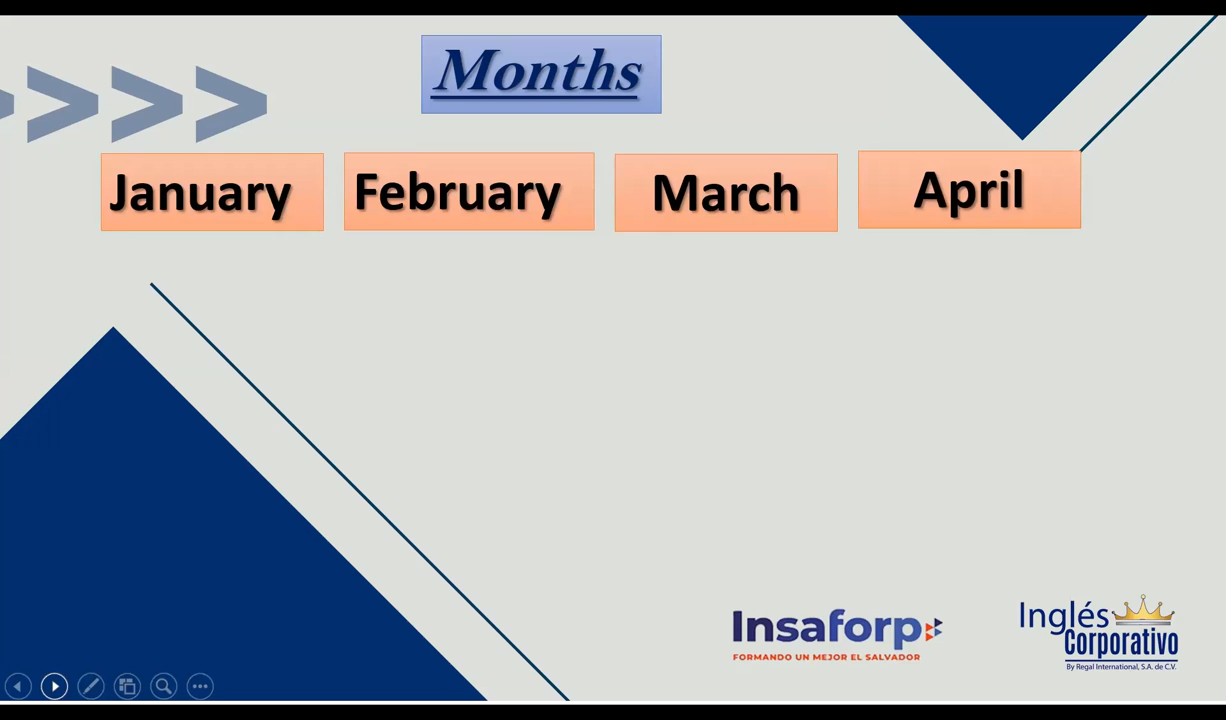 Months
January
February
March
April
Insaforp
FORMANDO UN MEJOR EL SALVADOR
Inglés
Corporativo
By Regal International, S.A. de C.V.